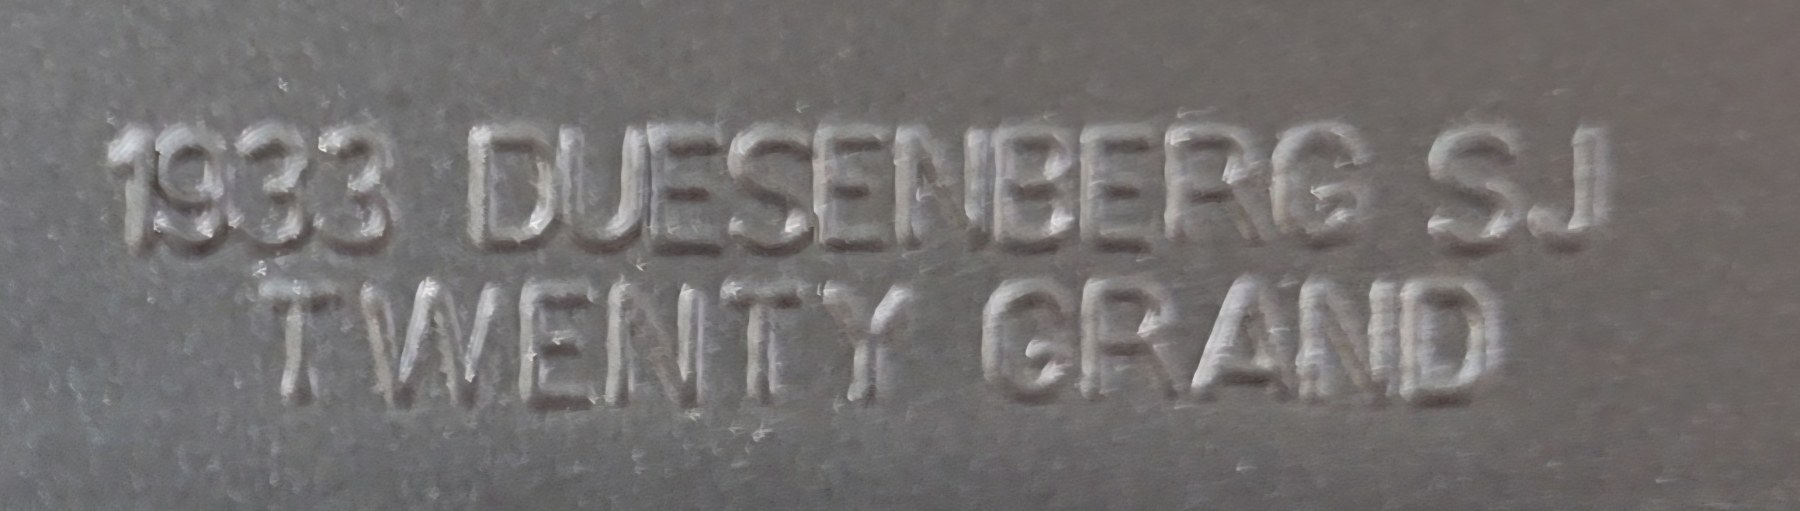 1933 DUESENBERG SJ
TWENTY GRAND